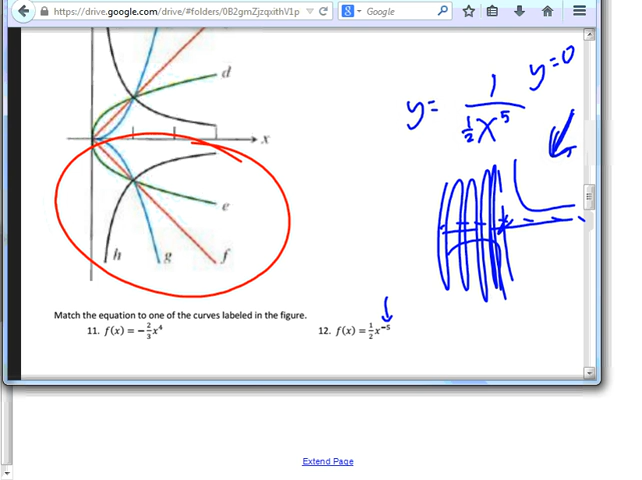 https://drive.google.com/drive/#folders/0B2gmZjzqxithV1p
Google
d
x
e
f
g
h
y=0
y= 1/(½x⁵)
Match the equation to one of the curves labeled in the figure.
11. f(x) = −⅔x⁴
12. f(x) = ½x⁻⁵
Extend Page